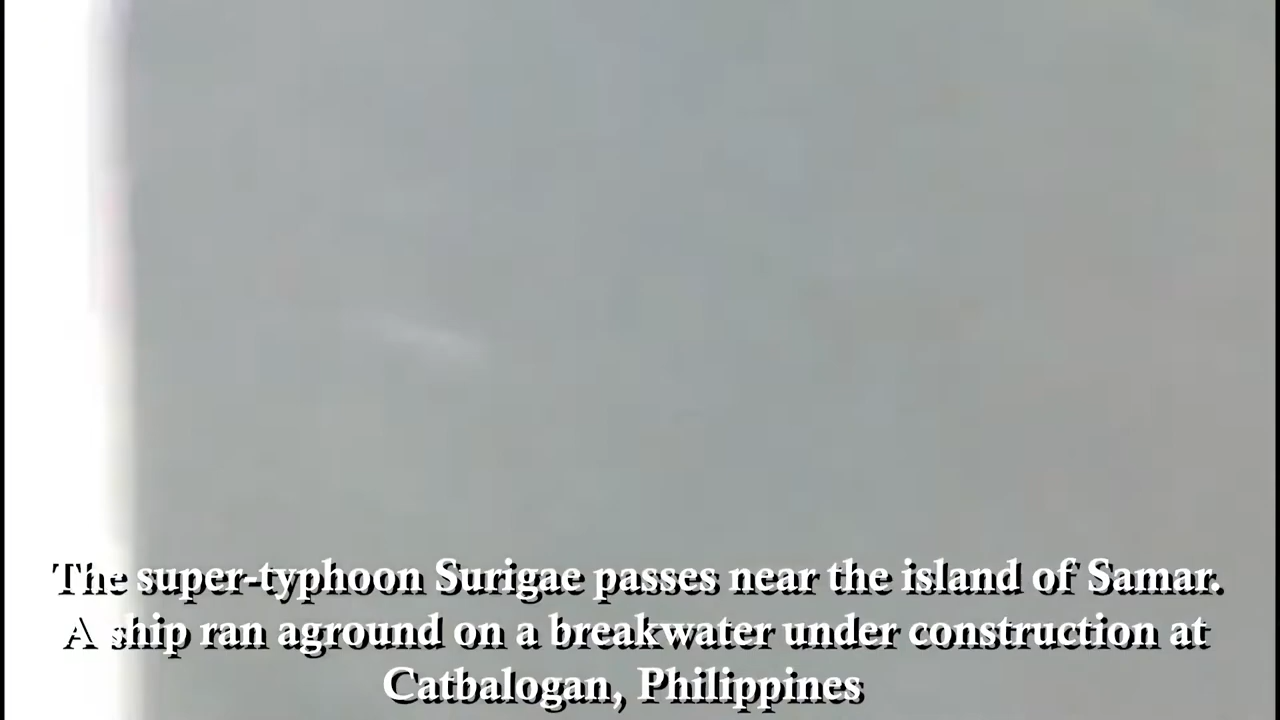 The super-typhoon Surigae passes near the island of Samar.
A ship ran aground on a breakwater under construction at
Catbalogan, Philippines